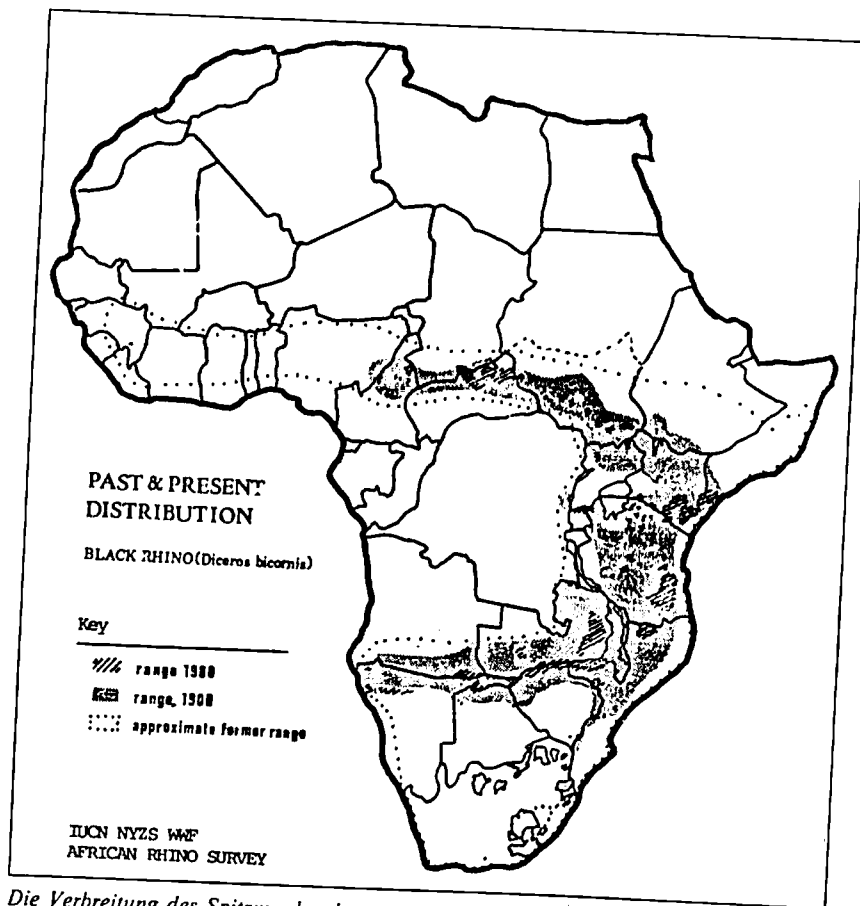 PAST & PRESENT
DISTRIBUTION
BLACK RHINO (Diceros bicornis)
Key
range 1980
range, 1900
approximate former range
IUCN NYZS WWF
AFRICAN RHINO SURVEY
Die Verbreitung des